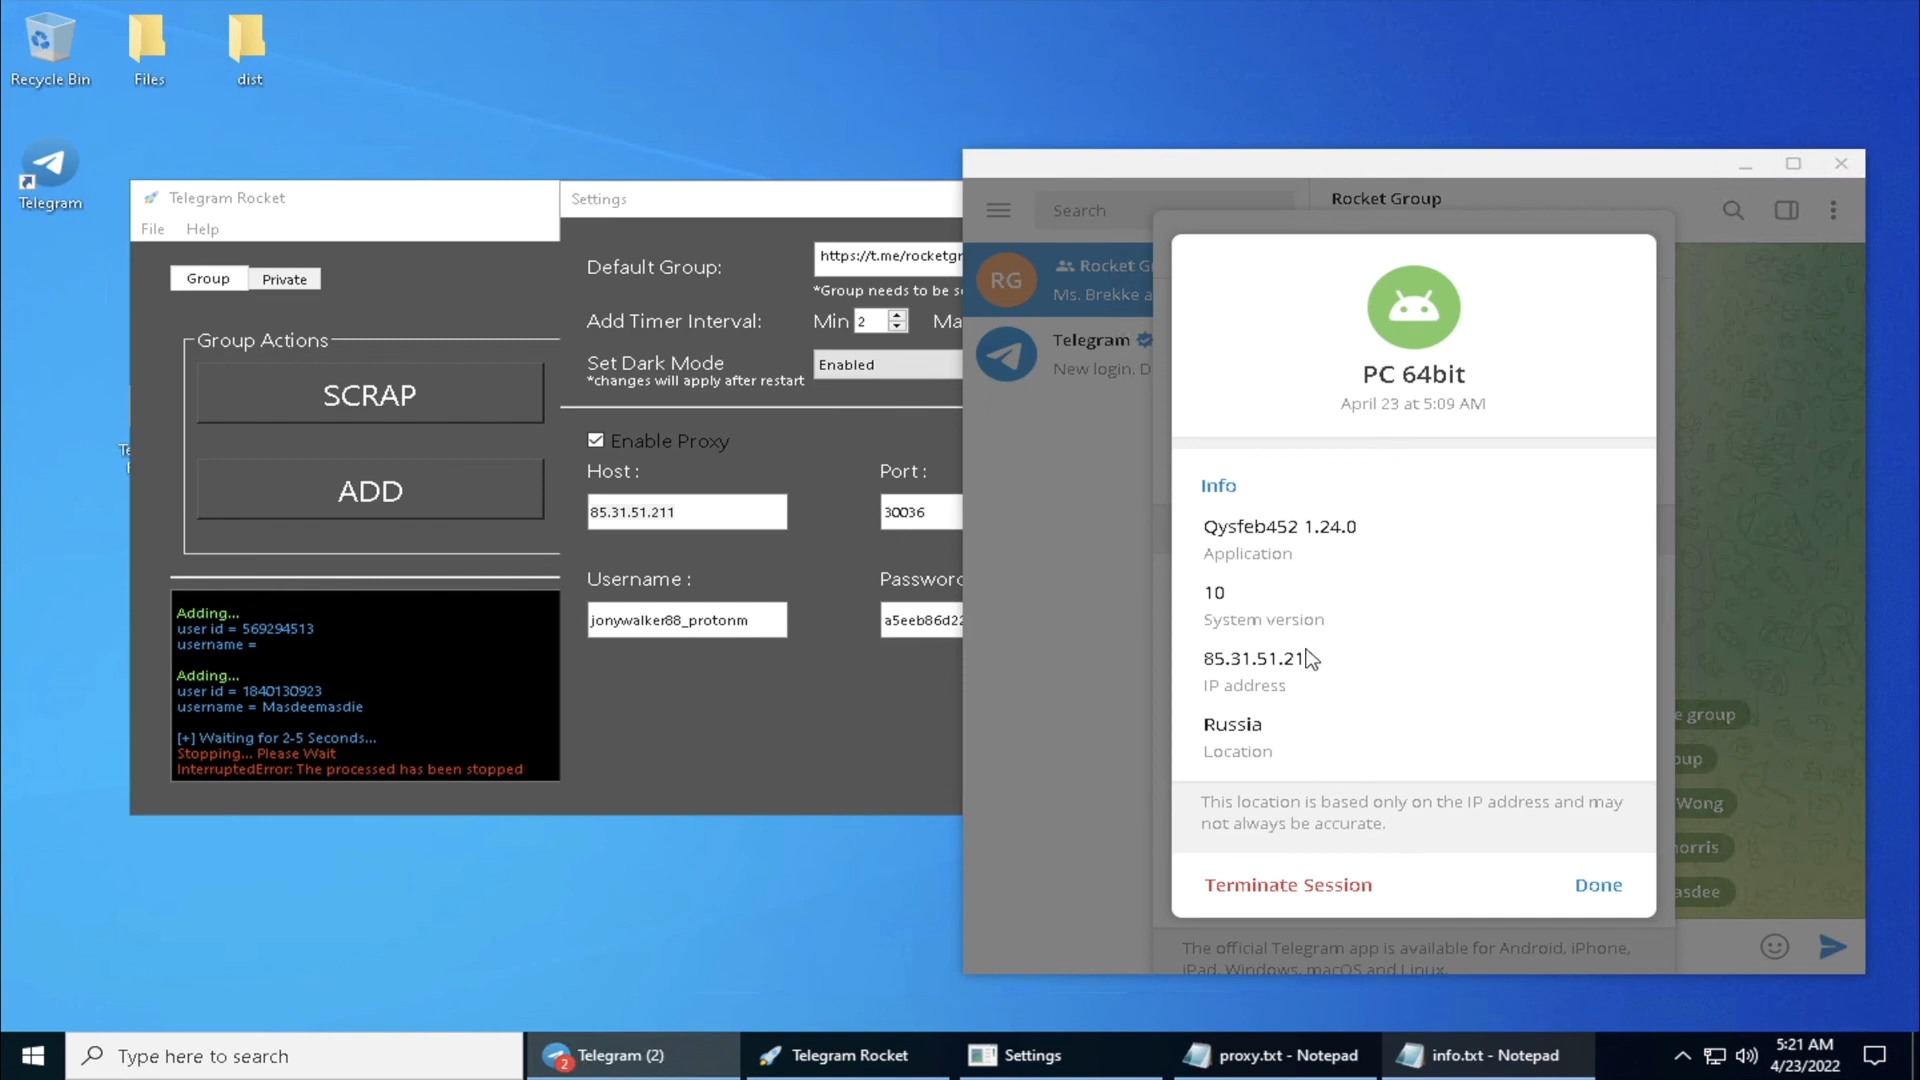 Recycle Bin
Files
dist
Telegram
Telegram Rocket
File
Help
Group
Private
Group Actions
SCRAP
ADD
Adding...
user id = 569294513
username =
Adding...
user id = 1840130923
username = Masdeemasdie
[+] Waiting for 2-5 Seconds...
Stopping... Please Wait
InterruptedError: The processed has been stopped
Settings
Default Group:
https://t.me/rocketgr
*Group needs to be s
Add Timer Interval:
Min 2
Ma
Set Dark Mode
*changes will apply after restart
Enabled
Enable Proxy
Host :
Port :
85.31.51.211
30036
Username :
Password
jonywalker88_protonm
a5eeb86d22
Search
Rocket Group
RG
Rocket G
Ms. Brekke a
Telegram
New login. D
PC 64bit
April 23 at 5:09 AM
Info
Qysfeb452 1.24.0
Application
10
System version
85.31.51.21
IP address
Russia
Location
This location is based only on the IP address and may
not always be accurate.
Terminate Session
Done
e group
oup
Wong
orris
asdee
The official Telegram app is available for Android, iPhone,
iPad, Windows, macOS and Linux.
Type here to search
2
Telegram (2)
Telegram Rocket
Settings
proxy.txt - Notepad
info.txt - Notepad
5:21 AM
4/23/2022